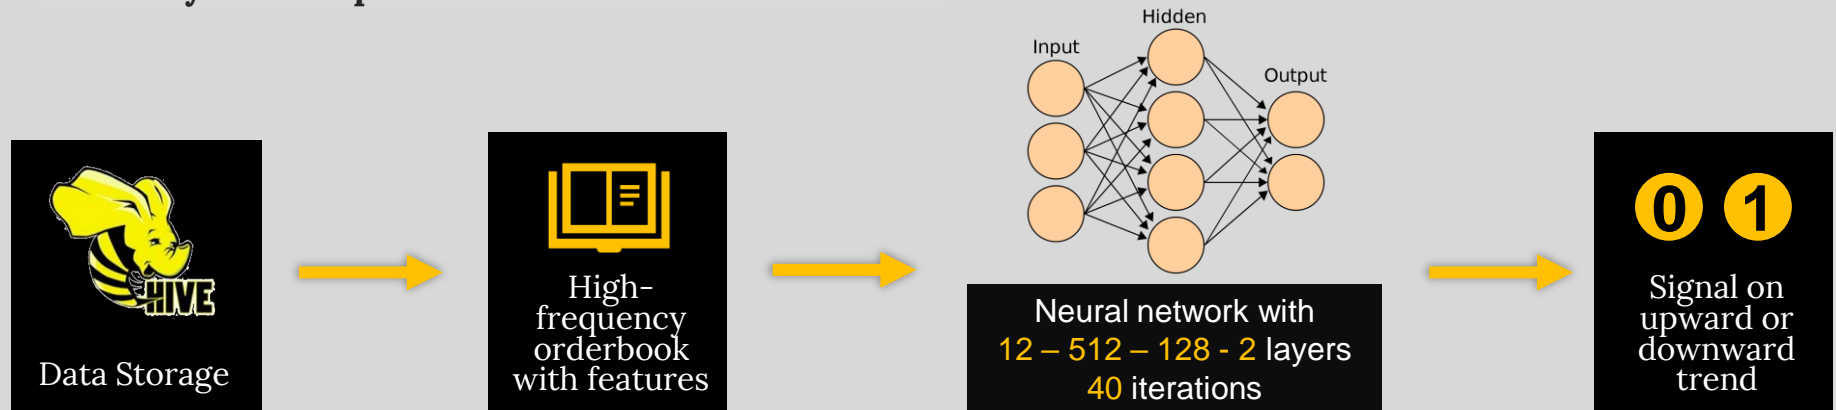 HIVE
Data Storage
High-
frequency
orderbook
with features
Hidden
Input
Output
Neural network with
12 – 512 – 128 - 2 layers
40 iterations
0 1
Signal on
upward or
downward
trend